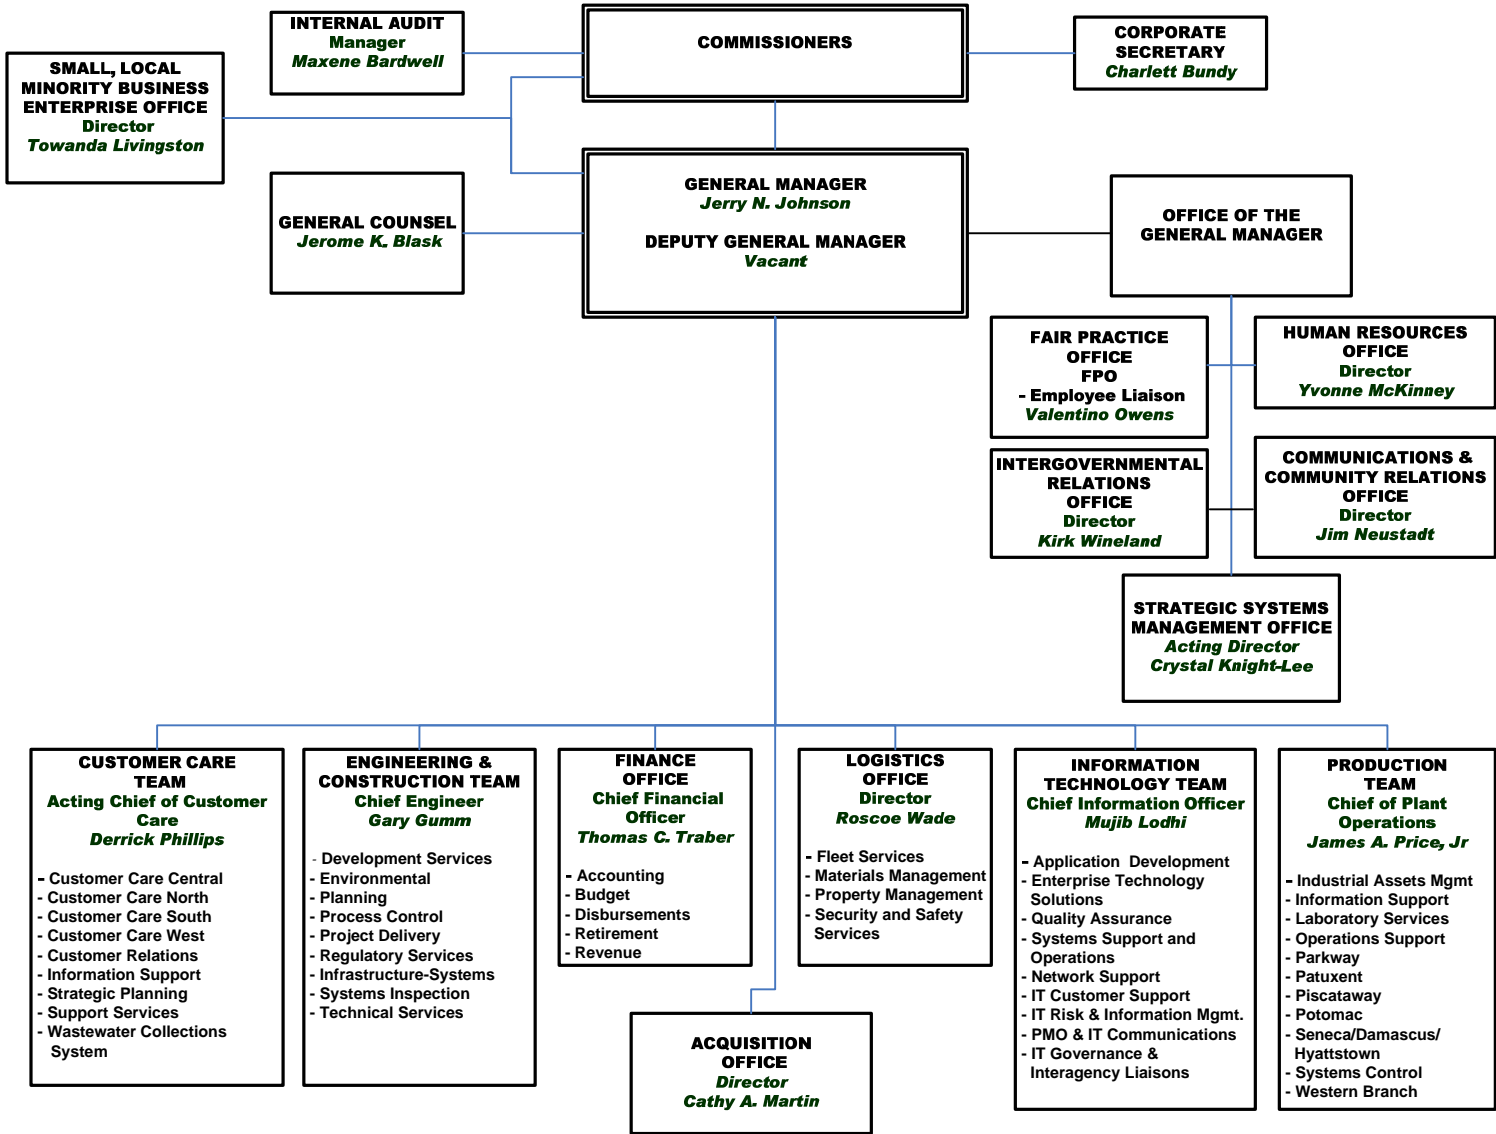 INTERNAL AUDIT
Manager
Maxene Bardwell
COMMISSIONERS
CORPORATE
SECRETARY
Charlett Bundy
SMALL, LOCAL
MINORITY BUSINESS
ENTERPRISE OFFICE
Director
Towanda Livingston
GENERAL COUNSEL
Jerome K. Blask
GENERAL MANAGER
Jerry N. Johnson
DEPUTY GENERAL MANAGER
Vacant
OFFICE OF THE
GENERAL MANAGER
FAIR PRACTICE
OFFICE
FPO
- Employee Liaison
Valentino Owens
HUMAN RESOURCES
OFFICE
Director
Yvonne McKinney
INTERGOVERNMENTAL
RELATIONS
OFFICE
Director
Kirk Wineland
COMMUNICATIONS &
COMMUNITY RELATIONS
OFFICE
Director
Jim Neustadt
STRATEGIC SYSTEMS
MANAGEMENT OFFICE
Acting Director
Crystal Knight-Lee
CUSTOMER CARE
TEAM
Acting Chief of Customer
Care
Derrick Phillips
- Customer Care Central
- Customer Care North
- Customer Care South
- Customer Care West
- Customer Relations
- Information Support
- Strategic Planning
- Support Services
- Wastewater Collections
System
ENGINEERING &
CONSTRUCTION TEAM
Chief Engineer
Gary Gumm
- Development Services
- Environmental
- Planning
- Process Control
- Project Delivery
- Regulatory Services
- Infrastructure-Systems
- Systems Inspection
- Technical Services
FINANCE
OFFICE
Chief Financial
Officer
Thomas C. Traber
- Accounting
- Budget
- Disbursements
- Retirement
- Revenue
LOGISTICS
OFFICE
Director
Roscoe Wade
- Fleet Services
- Materials Management
- Property Management
- Security and Safety
Services
INFORMATION
TECHNOLOGY TEAM
Chief Information Officer
Mujib Lodhi
- Application Development
- Enterprise Technology
Solutions
- Quality Assurance
- Systems Support and
Operations
- Network Support
- IT Customer Support
- IT Risk & Information Mgmt.
- PMO & IT Communications
- IT Governance &
Interagency Liaisons
PRODUCTION
TEAM
Chief of Plant
Operations
James A. Price, Jr
- Industrial Assets Mgmt
- Information Support
- Laboratory Services
- Operations Support
- Parkway
- Patuxent
- Piscataway
- Potomac
- Seneca/Damascus/
Hyattstown
- Systems Control
- Western Branch
ACQUISITION
OFFICE
Director
Cathy A. Martin